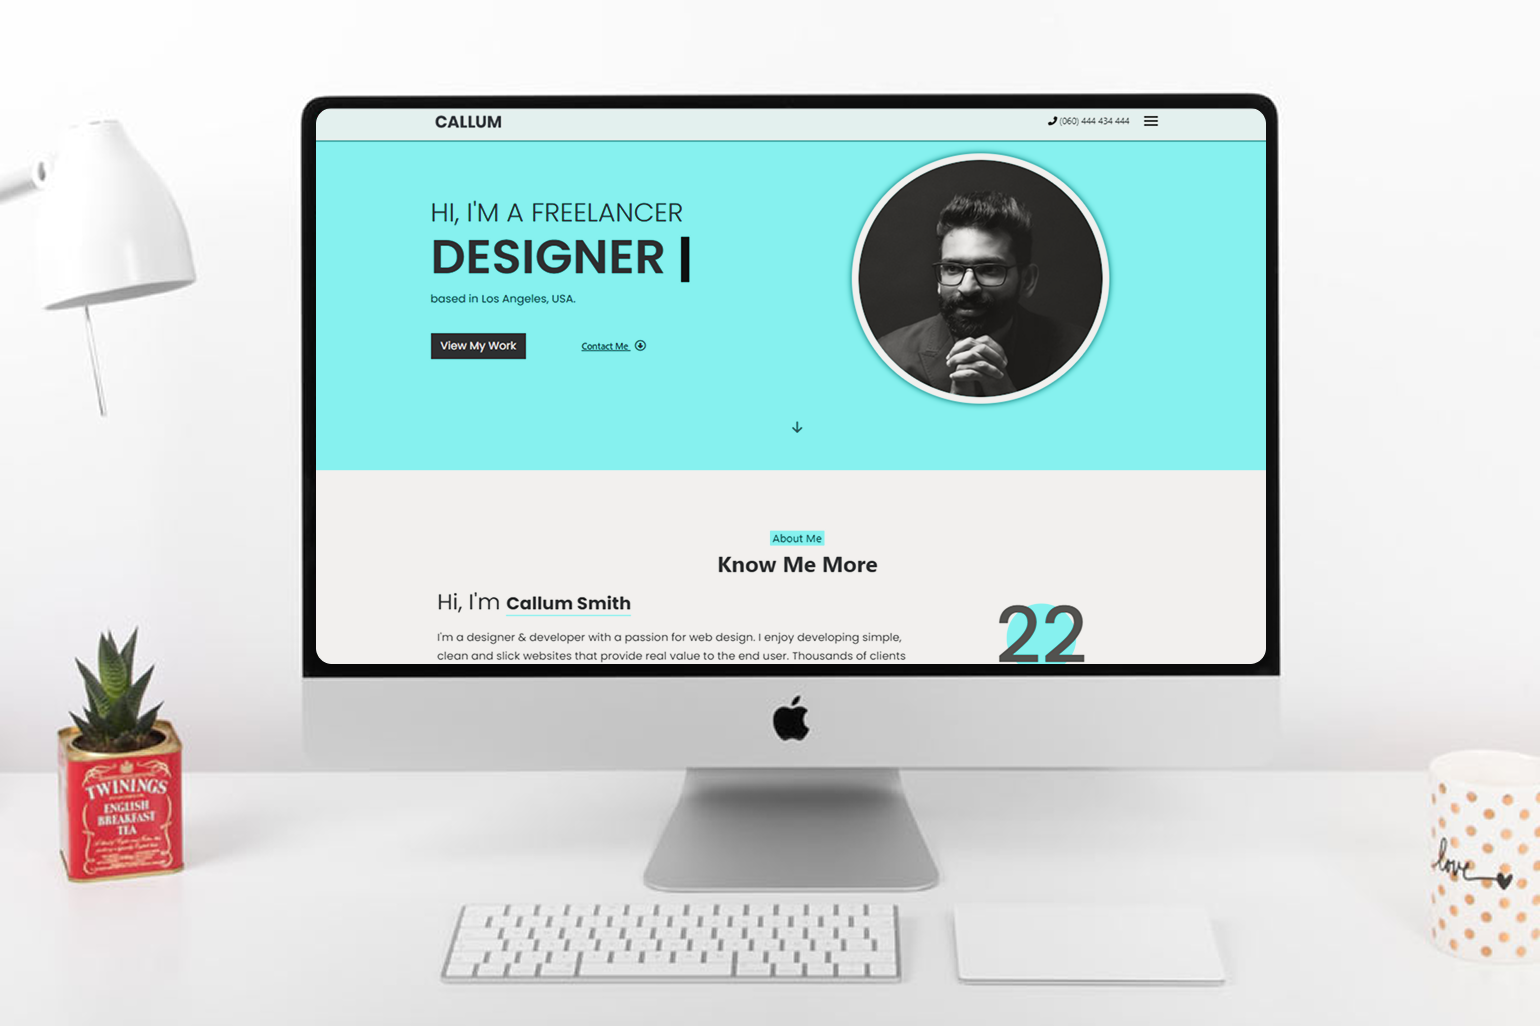 CALLUM
(060) 444 434 444
HI, I'M A FREELANCER
DESIGNER
based in Los Angeles, USA.
View My Work
Contact Me
About Me
Know Me More
Hi, I'm Callum Smith
I'm a designer & developer with a passion for web design. I enjoy developing simple,
clean and slick websites that provide real value to the end user. Thousands of clients
22
TWININGS
ENGLISH
BREAKFAST
TEA
love